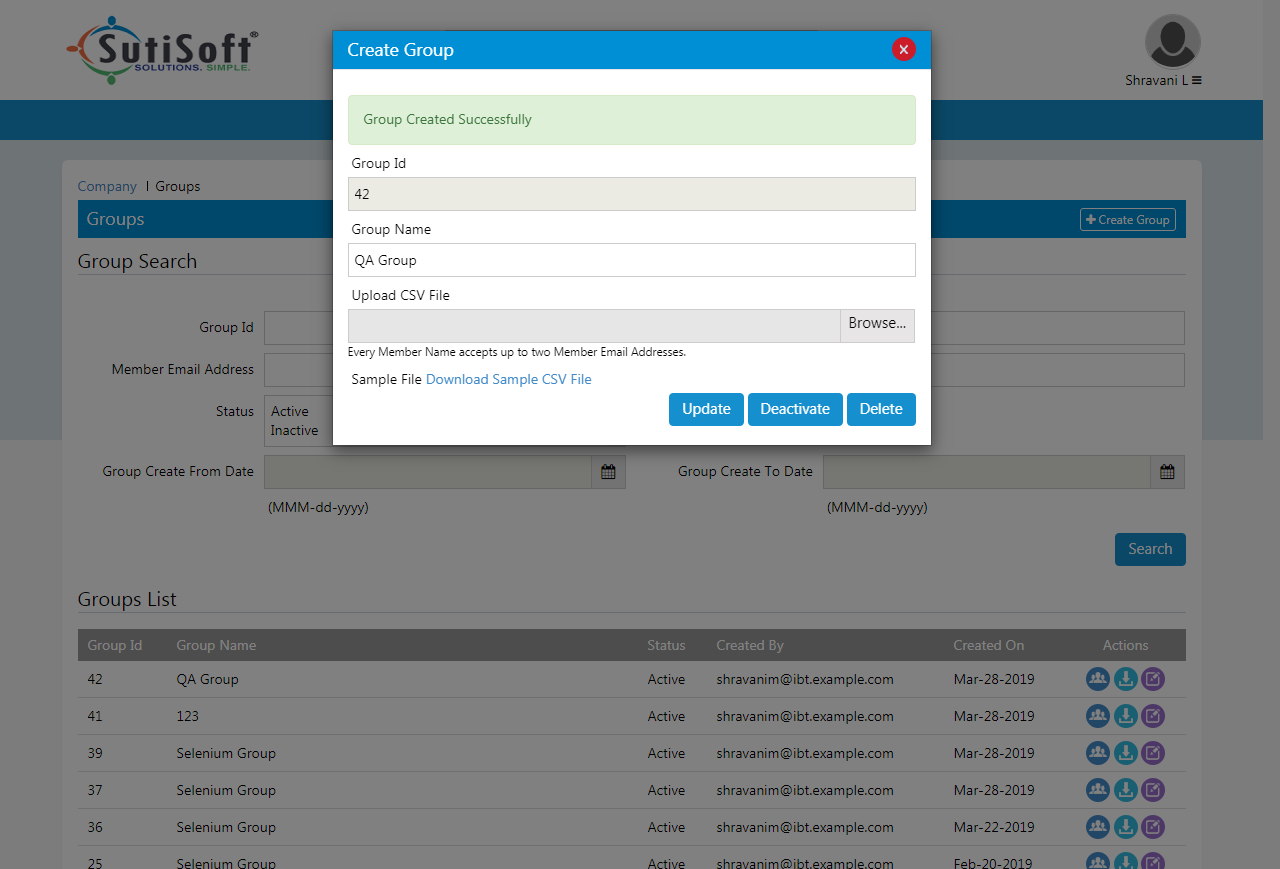 SutiSoft®
SOLUTIONS. SIMPLE.
Shravani L
Create Group
Group Created Successfully
Group Id
42
Group Name
QA Group
Upload CSV File
Browse...
Every Member Name accepts up to two Member Email Addresses.
Sample File Download Sample CSV File
Update Deactivate Delete
Company | Groups
Groups
Create Group
Group Search
Group Id
Member Email Address
Status
Active
Inactive
Group Create From Date
(MMM-dd-yyyy)
Group Create To Date
(MMM-dd-yyyy)
Search
Groups List
Group Id Group Name Status Created By Created On Actions
42 QA Group Active shravanim@ibt.example.com Mar-28-2019
41 123 Active shravanim@ibt.example.com Mar-28-2019
39 Selenium Group Active shravanim@ibt.example.com Mar-28-2019
37 Selenium Group Active shravanim@ibt.example.com Mar-28-2019
36 Selenium Group Active shravanim@ibt.example.com Mar-22-2019
25 Selenium Group Active shravanim@ibt.example.com Feb-20-2019